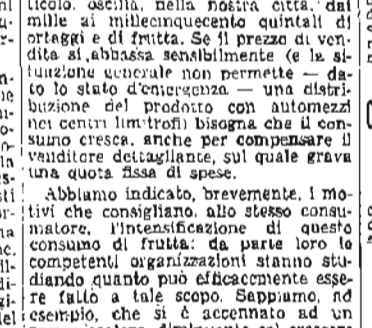 ticolo, oscilla, nella nostra città, dai
mille ai millecinquecento quintali di
ortaggi e di frutta. Se il prezzo di ven-
dita si abbassa sensibilmente (e la si-
tuazione generale non permette — da-
to lo stato d'emergenza — una distri-
buzione del prodotto con automezzi
nei centri limitrofi) bisogna che il con-
sumo cresca, anche per compensare il
venditore dettagliante, sul quale grava
una quota fissa di spese.
Abbiamo indicato, brevemente, i mo-
tivi che consigliano, allo stesso consu-
matore, l'intensificazione di questo
consumo di frutta: da parte loro le
competenti organizzazioni stanno stu-
diando quanto può efficacemente esse-
re fatto a tale scopo. Sappiamo, ad
esempio, che si è accennato ad un